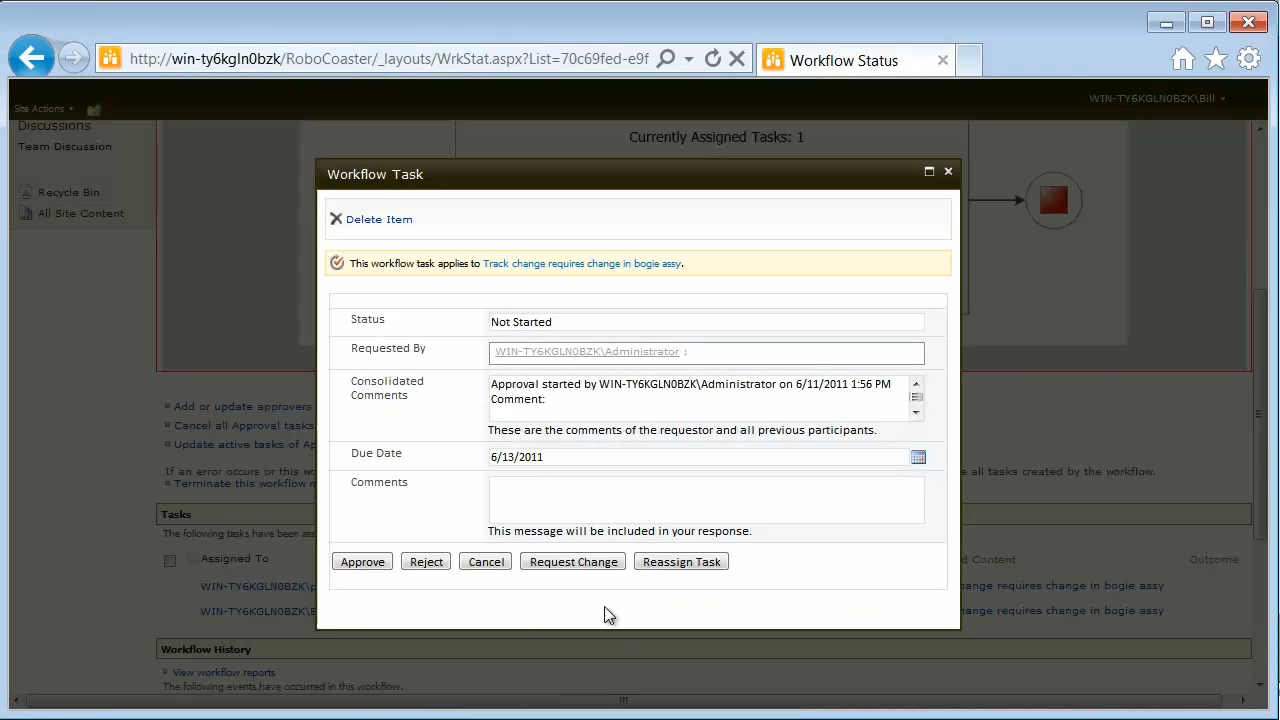 http://win-ty6kgln0bzk/RoboCoaster/_layouts/WrkStat.aspx?List=70c69fed-e9f
Workflow Status
Site Actions
WIN-TY6KGLN0BZK\Bill
Discussions
Team Discussion
Recycle Bin
All Site Content
Currently Assigned Tasks: 1
Workflow Task
Delete Item
This workflow task applies to Track change requires change in bogie assy.
Status
Not Started
Requested By
WIN-TY6KGLN0BZK\Administrator ;
Consolidated Comments
Approval started by WIN-TY6KGLN0BZK\Administrator on 6/11/2011 1:56 PM
Comment:
These are the comments of the requestor and all previous participants.
Due Date
6/13/2011
Comments
This message will be included in your response.
Approve
Reject
Cancel
Request Change
Reassign Task
Add or update approvers
Cancel all Approval tasks
Update active tasks of Ap
If an error occurs or this wo
all tasks created by the workflow.
Terminate this workflow n
Tasks
The following tasks have been ass
Assigned To
d Content
Outcome
WIN-TY6KGLN0BZK\p
change requires change in bogie assy
WIN-TY6KGLN0BZK\B
change requires change in bogie assy
Workflow History
View workflow reports
The following events have occurred in this workflow.